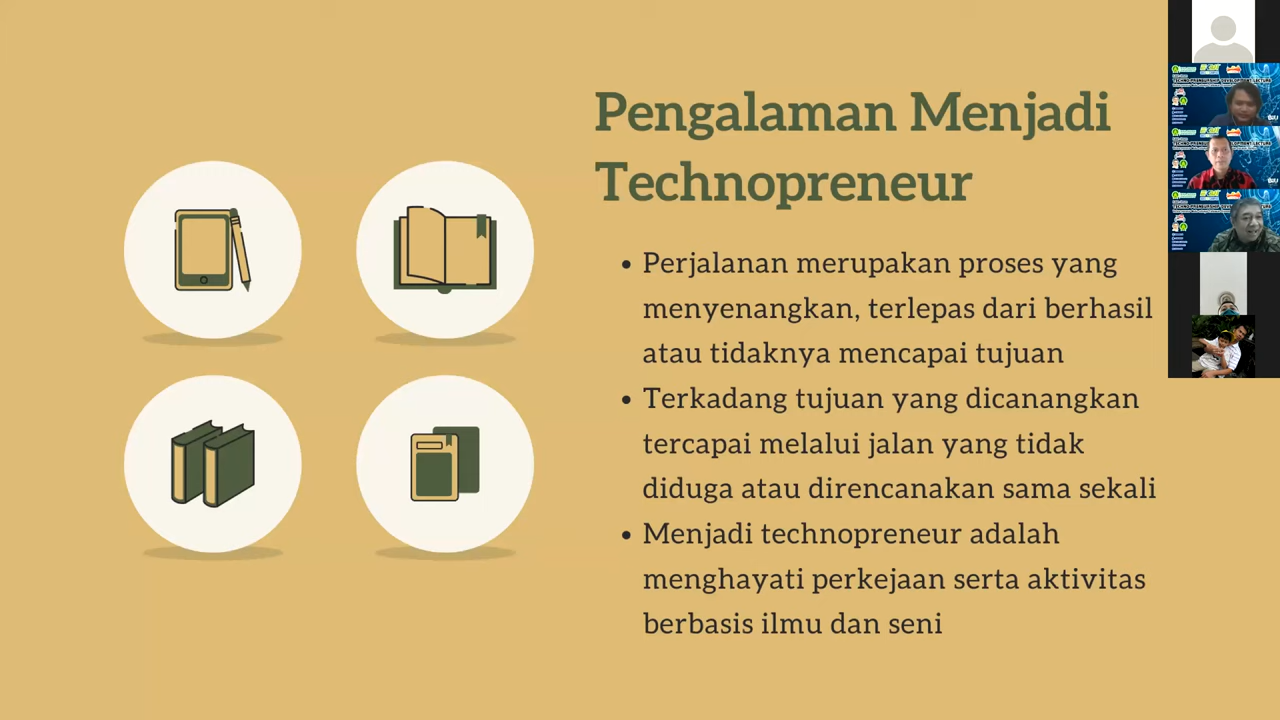 Pengalaman Menjadi
Technopreneur
• Perjalanan merupakan proses yang
menyenangkan, terlepas dari berhasil
atau tidaknya mencapai tujuan
• Terkadang tujuan yang dicanangkan
tercapai melalui jalan yang tidak
diduga atau direncanakan sama sekali
• Menjadi technopreneur adalah
menghayati perkejaan serta aktivitas
berbasis ilmu dan seni